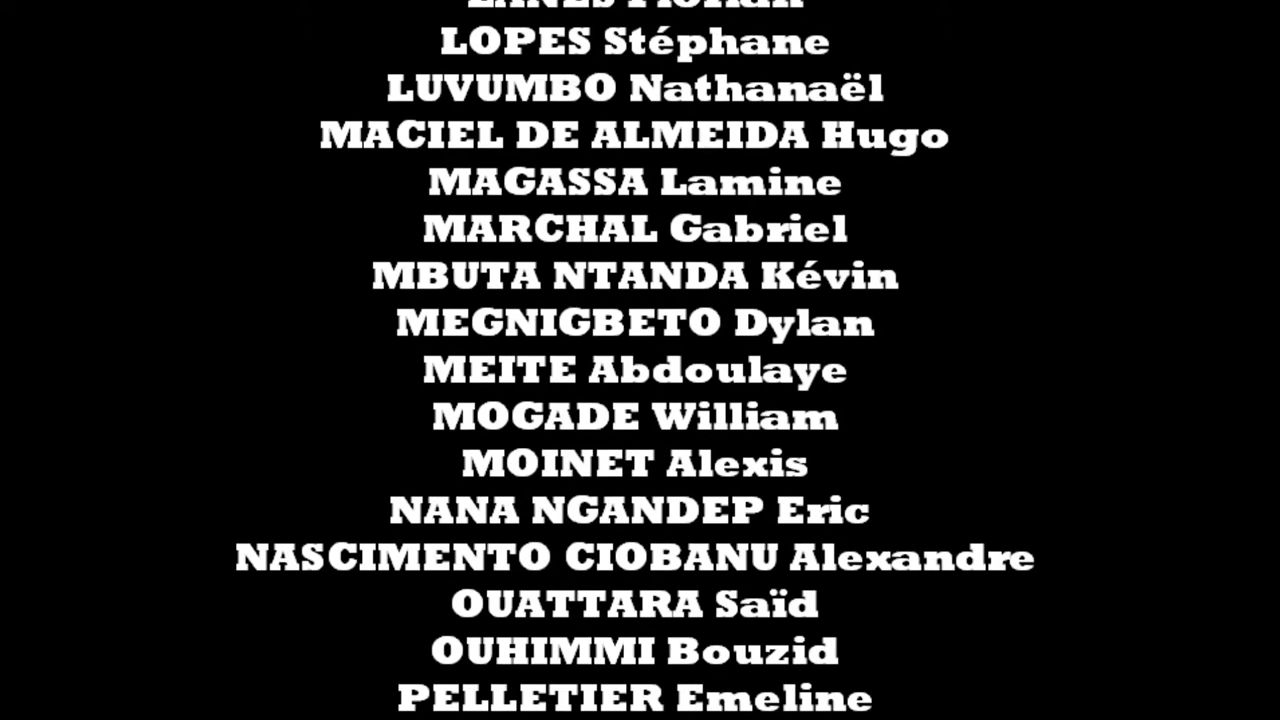 LOPES Stéphane
LUVUMBO Nathanaël
MACIEL DE ALMEIDA Hugo
MAGASSA Lamine
MARCHAL Gabriel
MBUTA NTANDA Kévin
MEGNIGBETO Dylan
MEITE Abdoulaye
MOGADE William
MOINET Alexis
NANA NGANDEP Eric
NASCIMENTO CIOBANU Alexandre
OUATTARA Saïd
OUHIMMI Bouzid
PELLETIER Emeline